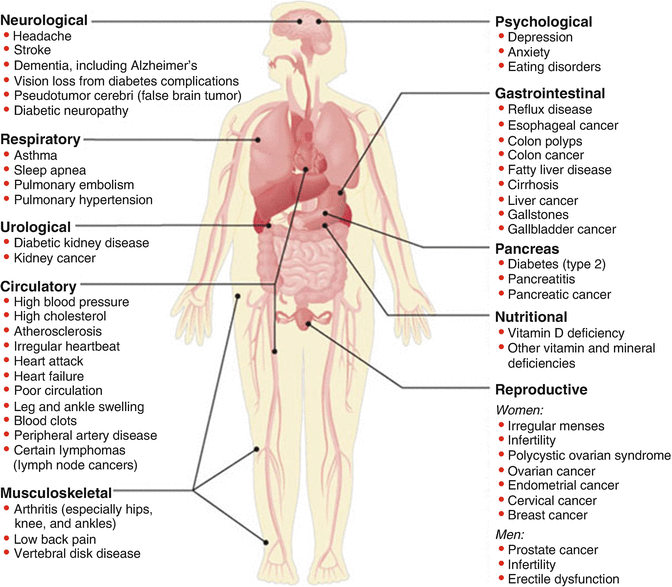 Neurological
• Headache
• Stroke
• Dementia, including Alzheimer's
• Vision loss from diabetes complications
• Pseudotumor cerebri (false brain tumor)
• Diabetic neuropathy
Respiratory
• Asthma
• Sleep apnea
• Pulmonary embolism
• Pulmonary hypertension
Urological
• Diabetic kidney disease
• Kidney cancer
Circulatory
• High blood pressure
• High cholesterol
• Atherosclerosis
• Irregular heartbeat
• Heart attack
• Heart failure
• Poor circulation
• Leg and ankle swelling
• Blood clots
• Peripheral artery disease
• Certain lymphomas
(lymph node cancers)
Musculoskeletal
• Arthritis (especially hips,
knee, and ankles)
• Low back pain
• Vertebral disk disease
Psychological
• Depression
• Anxiety
• Eating disorders
Gastrointestinal
• Reflux disease
• Esophageal cancer
• Colon polyps
• Colon cancer
• Fatty liver disease
• Cirrhosis
• Liver cancer
• Gallstones
• Gallbladder cancer
Pancreas
• Diabetes (type 2)
• Pancreatitis
• Pancreatic cancer
Nutritional
• Vitamin D deficiency
• Other vitamin and mineral
deficiencies
Reproductive
Women:
• Irregular menses
• Infertility
• Polycystic ovarian syndrome
• Ovarian cancer
• Endometrial cancer
• Cervical cancer
• Breast cancer
Men:
• Prostate cancer
• Infertility
• Erectile dysfunction